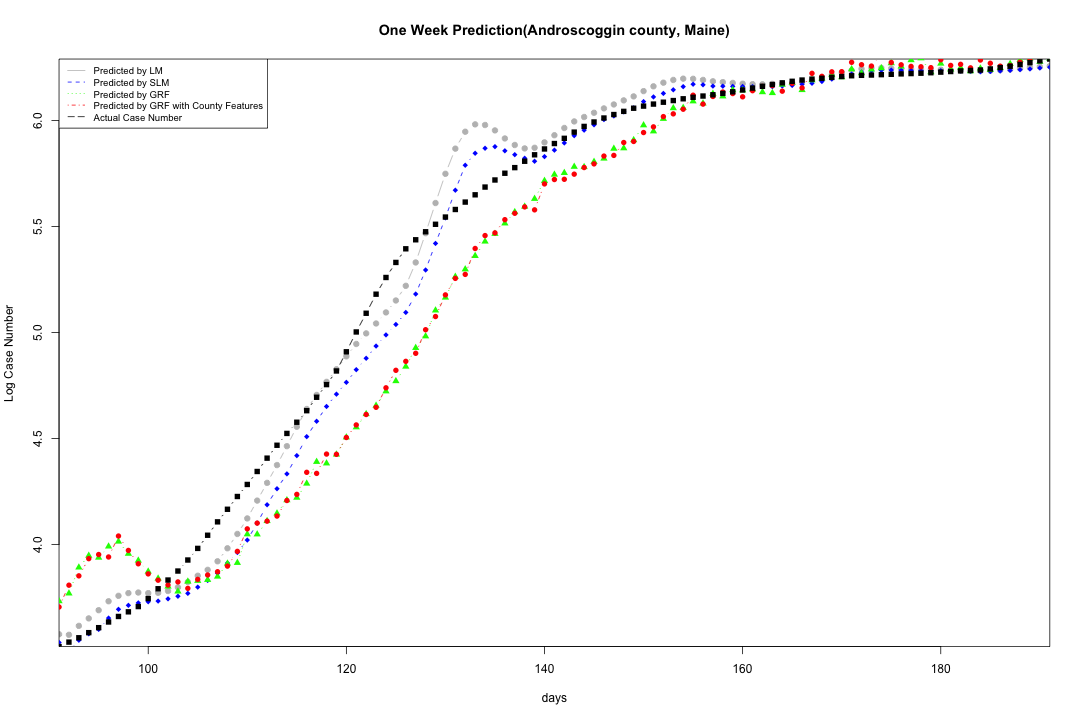 One Week Prediction(Androscoggin county, Maine)
Predicted by LM
Predicted by SLM
Predicted by GRF
Predicted by GRF with County Features
Actual Case Number
6.0
5.5
5.0
4.5
4.0
Log Case Number
100 120 140 160 180
days